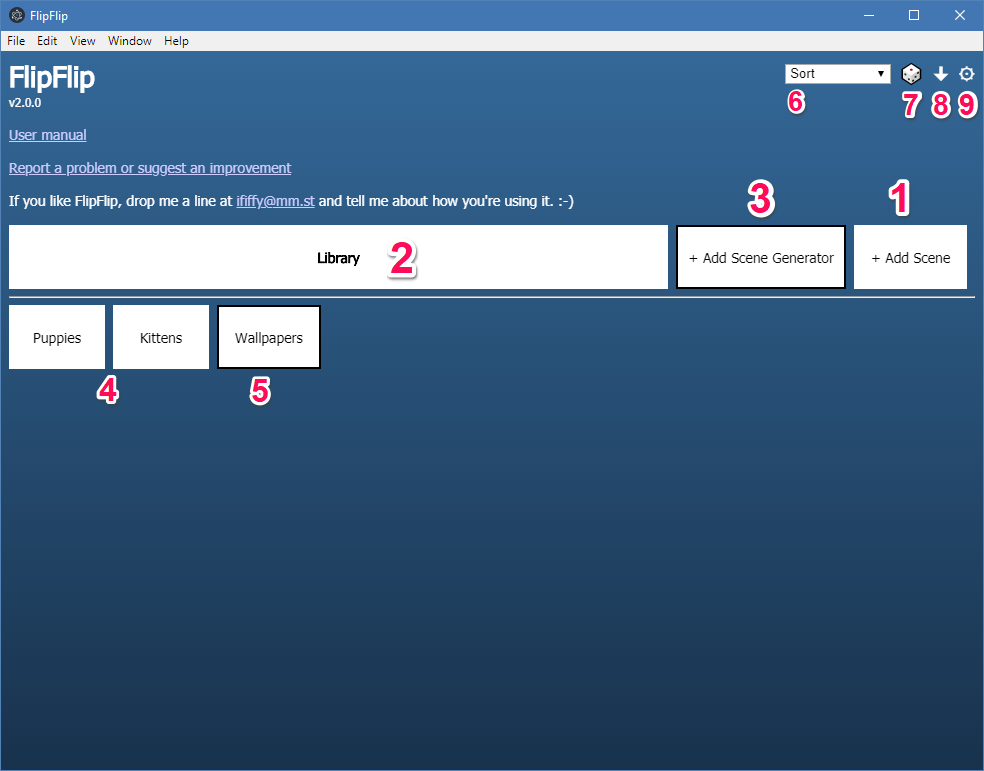 FlipFlip
File Edit View Window Help
FlipFlip
v2.0.0
Sort
6 7 8 9
User manual
Report a problem or suggest an improvement
If you like FlipFlip, drop me a line at ififfy@mm.st and tell me about how you're using it. :-)
3 1
Library 2 + Add Scene Generator + Add Scene
Puppies Kittens Wallpapers
4 5